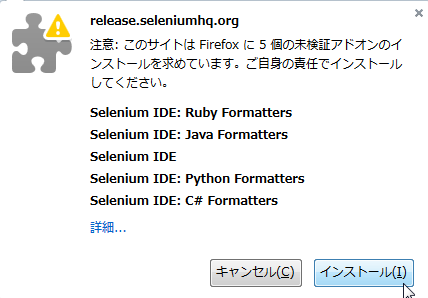 release.seleniumhq.org
注意: このサイトは Firefox に 5 個の未検証アドオンのイ
ンストールを求めています。ご自身の責任でインストール
してください。
Selenium IDE: Ruby Formatters
Selenium IDE: Java Formatters
Selenium IDE
Selenium IDE: Python Formatters
Selenium IDE: C# Formatters
詳細...
キャンセル(C) インストール(I)